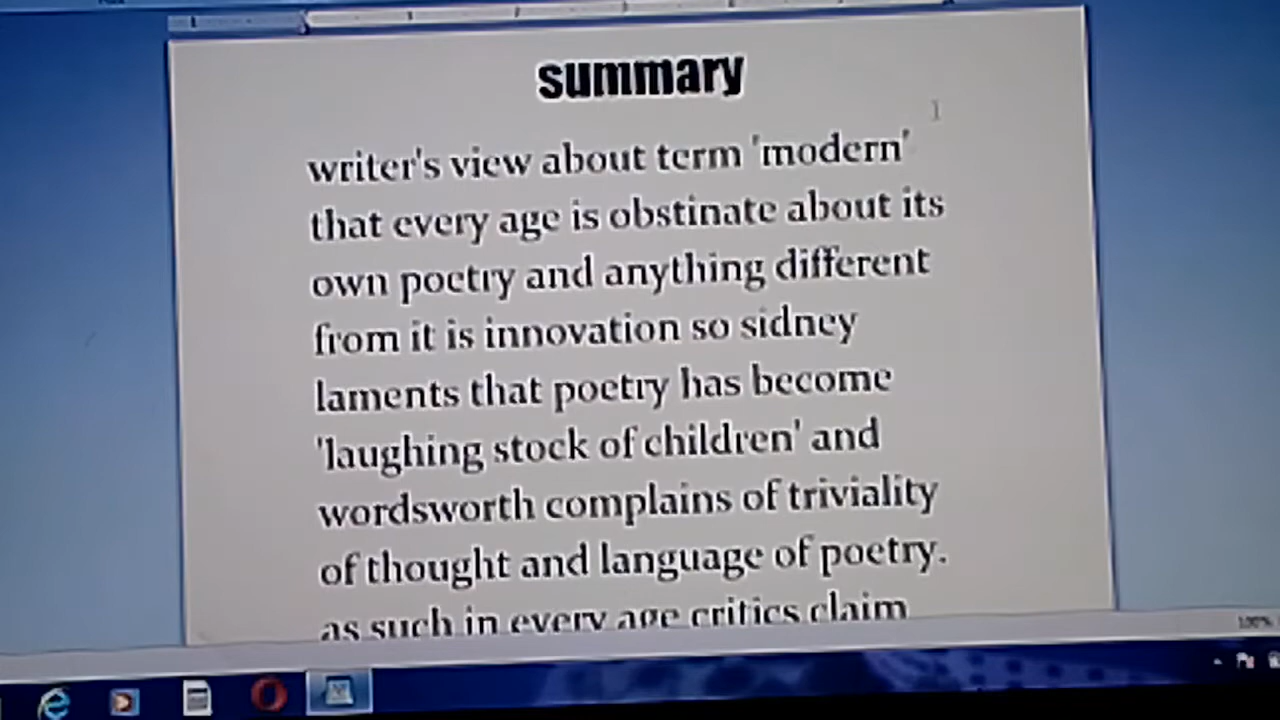 summary
writer's view about term 'modern'
that every age is obstinate about its
own poetry and anything different
from it is innovation so sidney
laments that poetry has become
'laughing stock of children' and
wordsworth complains of triviality
of thought and language of poetry.
as such in every age critics claim
100%